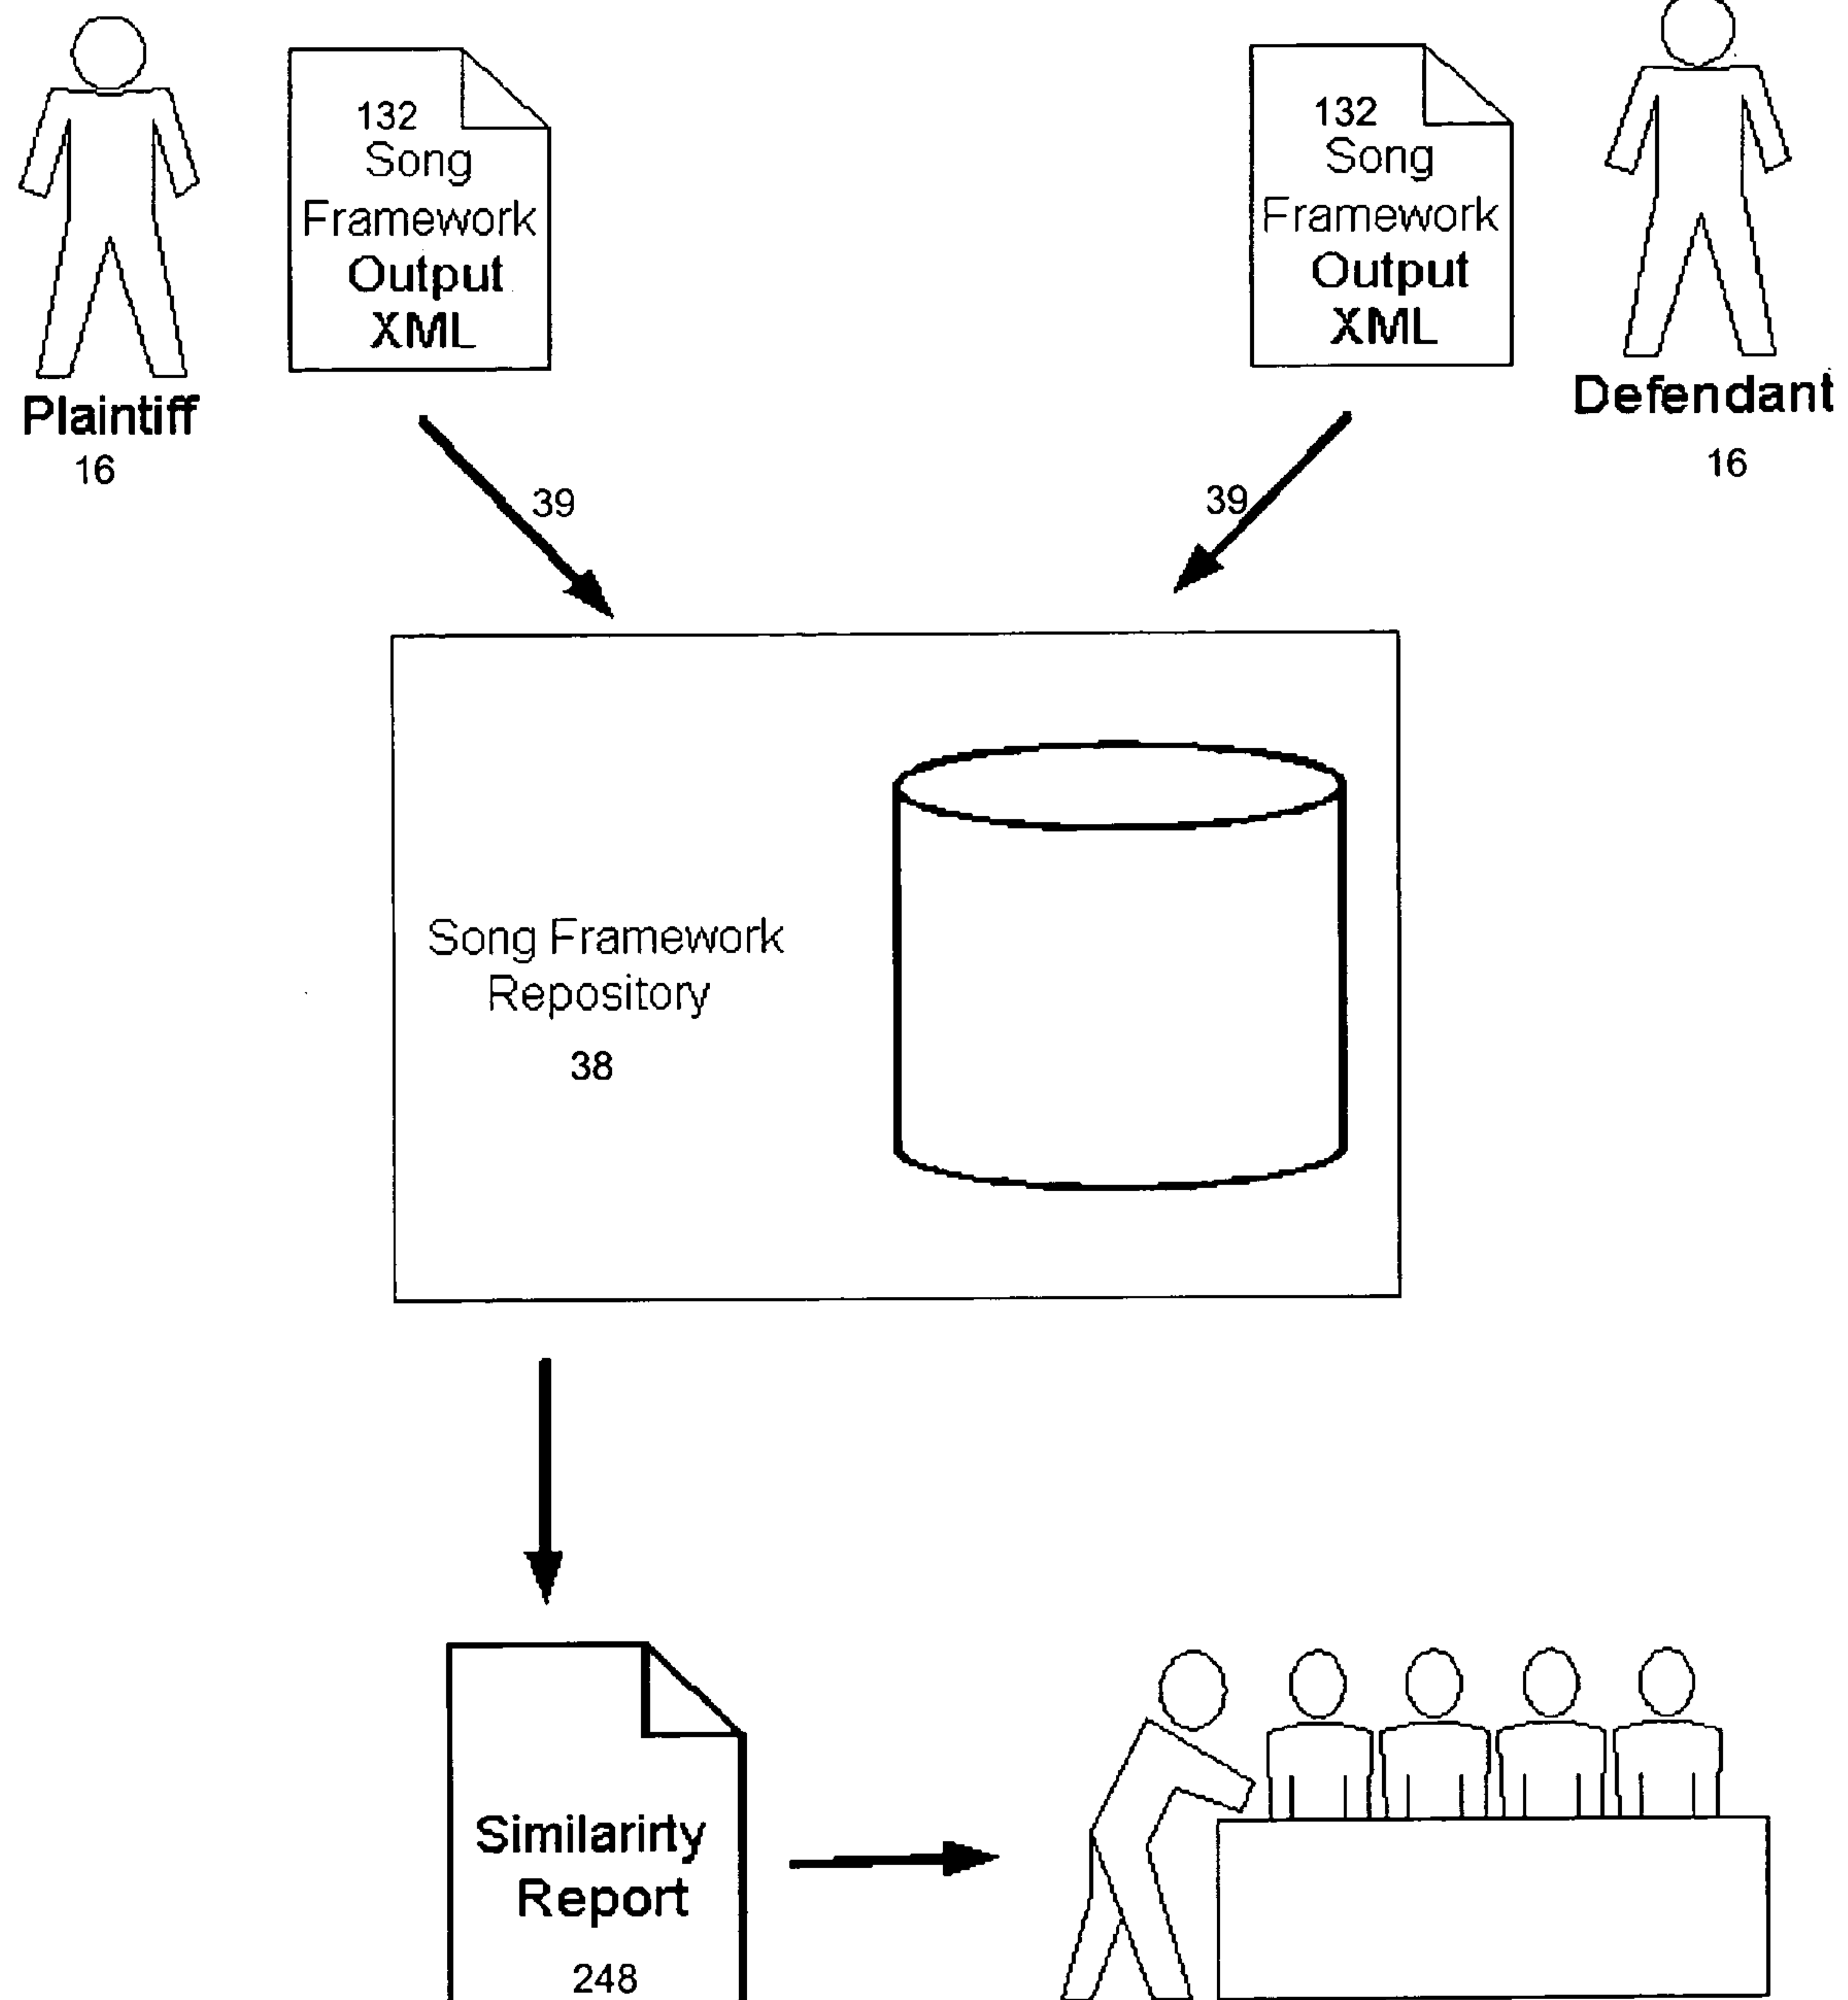 132
Song
Framework
Output
XML
Plaintiff
16
132
Song
Framework
Output
XML
Defendant
16
39
39
Song Framework
Repository
38
Similarirty
Report
248